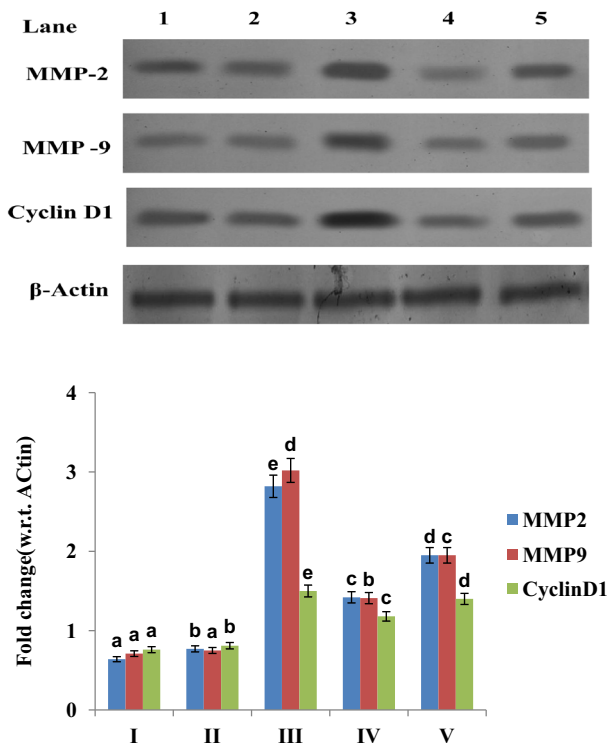 Lane 1 2 3 4 5
MMP-2
MMP -9
Cyclin D1
β-Actin
Fold change(w.r.t. ACtin)
4
3
2
1
0
a a a
b a b
e d e
c b c
d c d
I II III IV V
MMP2
MMP9
CyclinD1